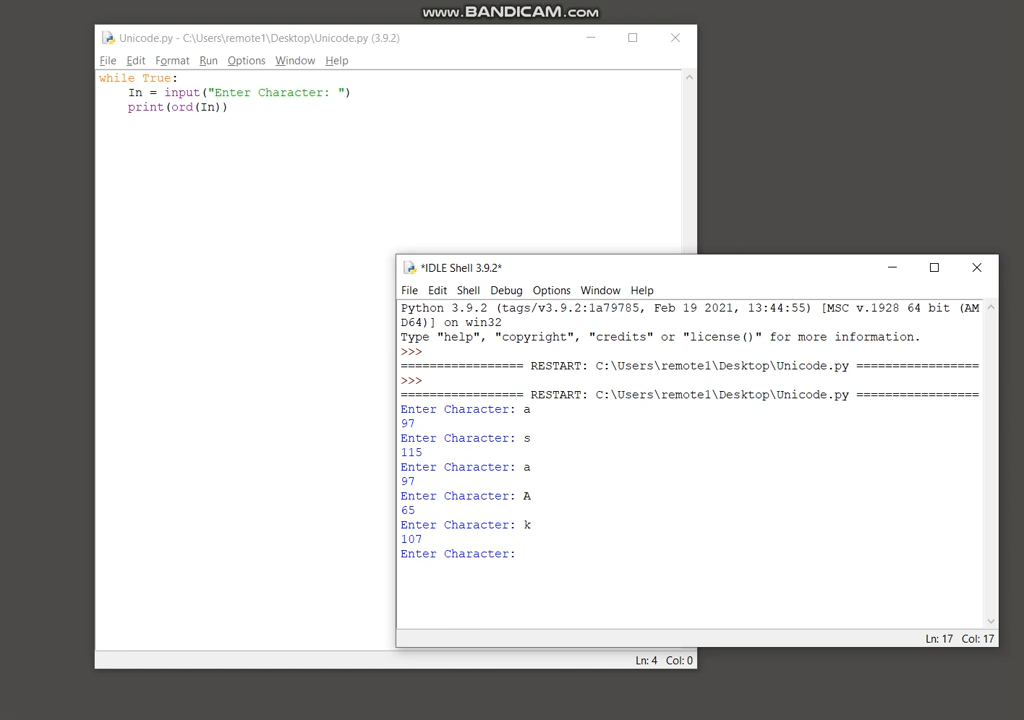 www.BANDICAM.com
Unicode.py - C:\Users\remote1\Desktop\Unicode.py (3.9.2)
File Edit Format Run Options Window Help
while True:
    In = input("Enter Character: ")
    print(ord(In))
*IDLE Shell 3.9.2*
File Edit Shell Debug Options Window Help
Python 3.9.2 (tags/v3.9.2:1a79785, Feb 19 2021, 13:44:55) [MSC v.1928 64 bit (AM
D64)] on win32
Type "help", "copyright", "credits" or "license()" for more information.
>>>
================= RESTART: C:\Users\remote1\Desktop\Unicode.py =================
>>>
================= RESTART: C:\Users\remote1\Desktop\Unicode.py =================
Enter Character: a
97
Enter Character: s
115
Enter Character: a
97
Enter Character: A
65
Enter Character: k
107
Enter Character:
Ln: 17 Col: 17
Ln: 4 Col: 0